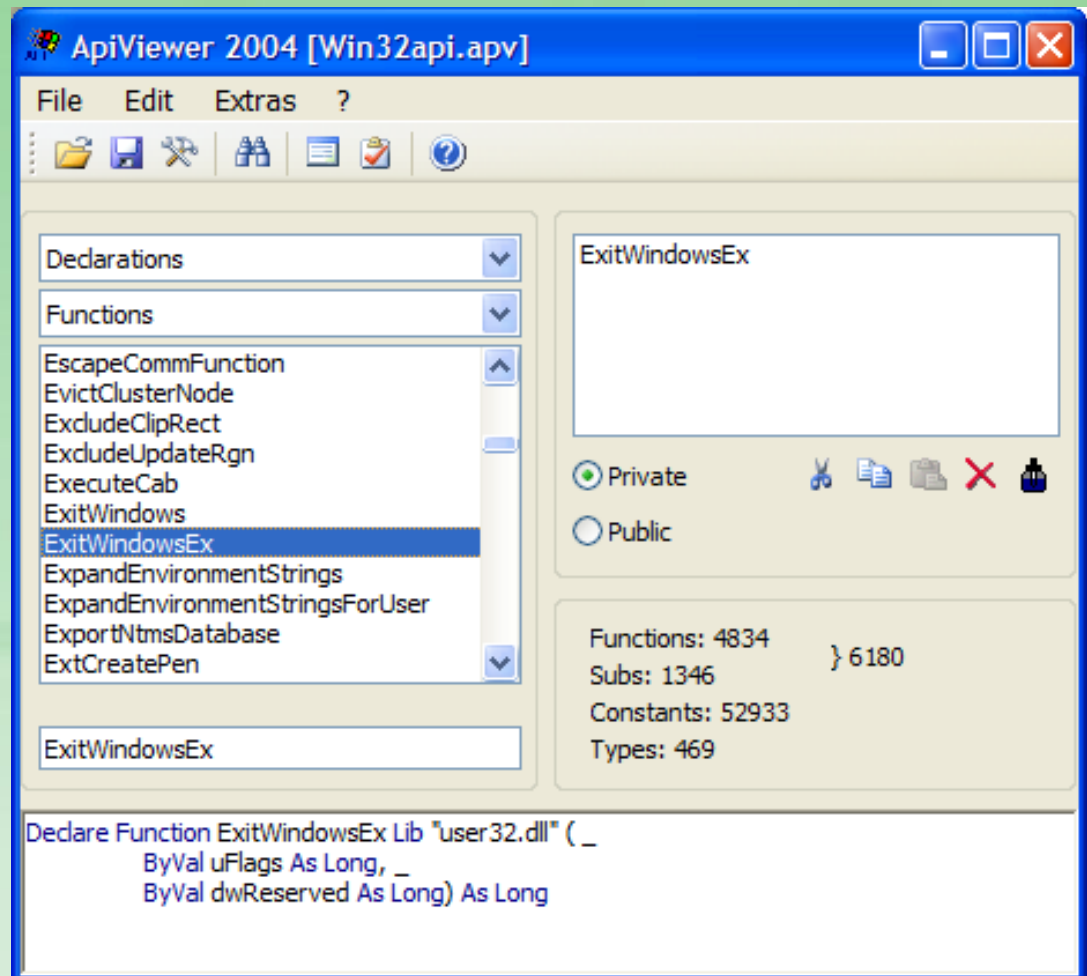 ApiViewer 2004 [Win32api.apv]
File Edit Extras ?
Declarations
Functions
EscapeCommFunction
EvictClusterNode
ExcludeClipRect
ExcludeUpdateRgn
ExecuteCab
ExitWindows
ExitWindowsEx
ExpandEnvironmentStrings
ExpandEnvironmentStringsForUser
ExportNtmsDatabase
ExtCreatePen
ExitWindowsEx
ExitWindowsEx
Private
Public
Functions: 4834
Subs: 1346
} 6180
Constants: 52933
Types: 469
Declare Function ExitWindowsEx Lib "user32.dll" ( _
ByVal uFlags As Long, _
ByVal dwReserved As Long) As Long